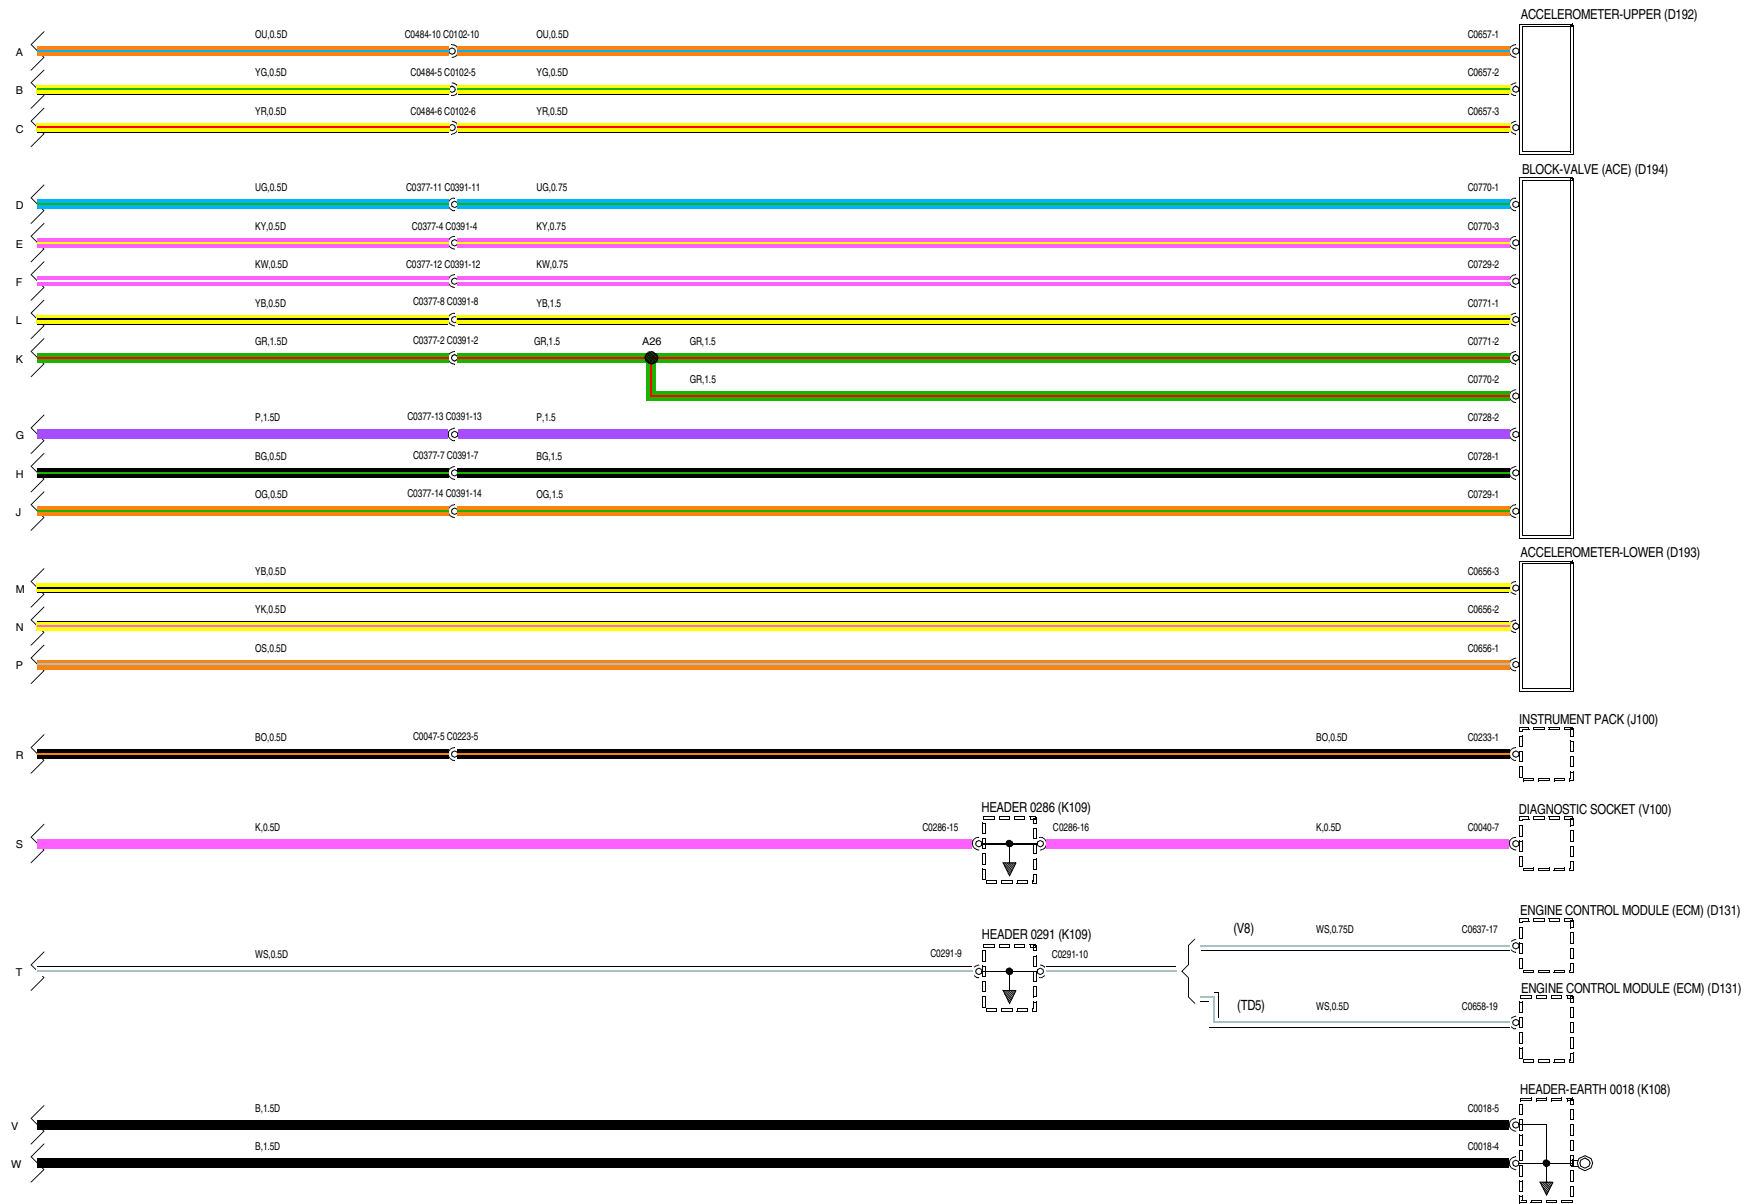 ACCELEROMETER-UPPER (D192)
A OU,0.5D C0484-10 C0102-10 OU,0.5D C0657-1
B YG,0.5D C0484-5 C0102-5 YG,0.5D C0657-2
C YR,0.5D C0484-6 C0102-6 YR,0.5D C0657-3
BLOCK-VALVE (ACE) (D194)
D UG,0.5D C0377-11 C0391-11 UG,0.75 C0770-1
E KY,0.5D C0377-4 C0391-4 KY,0.75 C0770-3
F KW,0.5D C0377-12 C0391-12 KW,0.75 C0729-2
L YB,0.5D C0377-8 C0391-8 YB,1.5 C0771-1
K GR,1.5D C0377-2 C0391-2 GR,1.5 A26 GR,1.5 C0771-2
GR,1.5 C0770-2
G P,1.5D C0377-13 C0391-13 P,1.5 C0728-2
H BG,0.5D C0377-7 C0391-7 BG,1.5 C0728-1
J OG,0.5D C0377-14 C0391-14 OG,1.5 C0729-1
ACCELEROMETER-LOWER (D193)
M YB,0.5D C0656-3
N YK,0.5D C0656-2
P OS,0.5D C0656-1
INSTRUMENT PACK (J100)
R BO,0.5D C0047-5 C0223-5 BO,0.5D C0233-1
HEADER 0286 (K109) DIAGNOSTIC SOCKET (V100)
S K,0.5D C0286-15 C0286-16 K,0.5D C0040-7
ENGINE CONTROL MODULE (ECM) (D131)
(V8) WS,0.75D C0637-17
HEADER 0291 (K109)
T WS,0.5D C0291-9 C0291-10
ENGINE CONTROL MODULE (ECM) (D131)
(TD5) WS,0.5D C0658-19
HEADER-EARTH 0018 (K108)
V B,1.5D C0018-5
W B,1.5D C0018-4